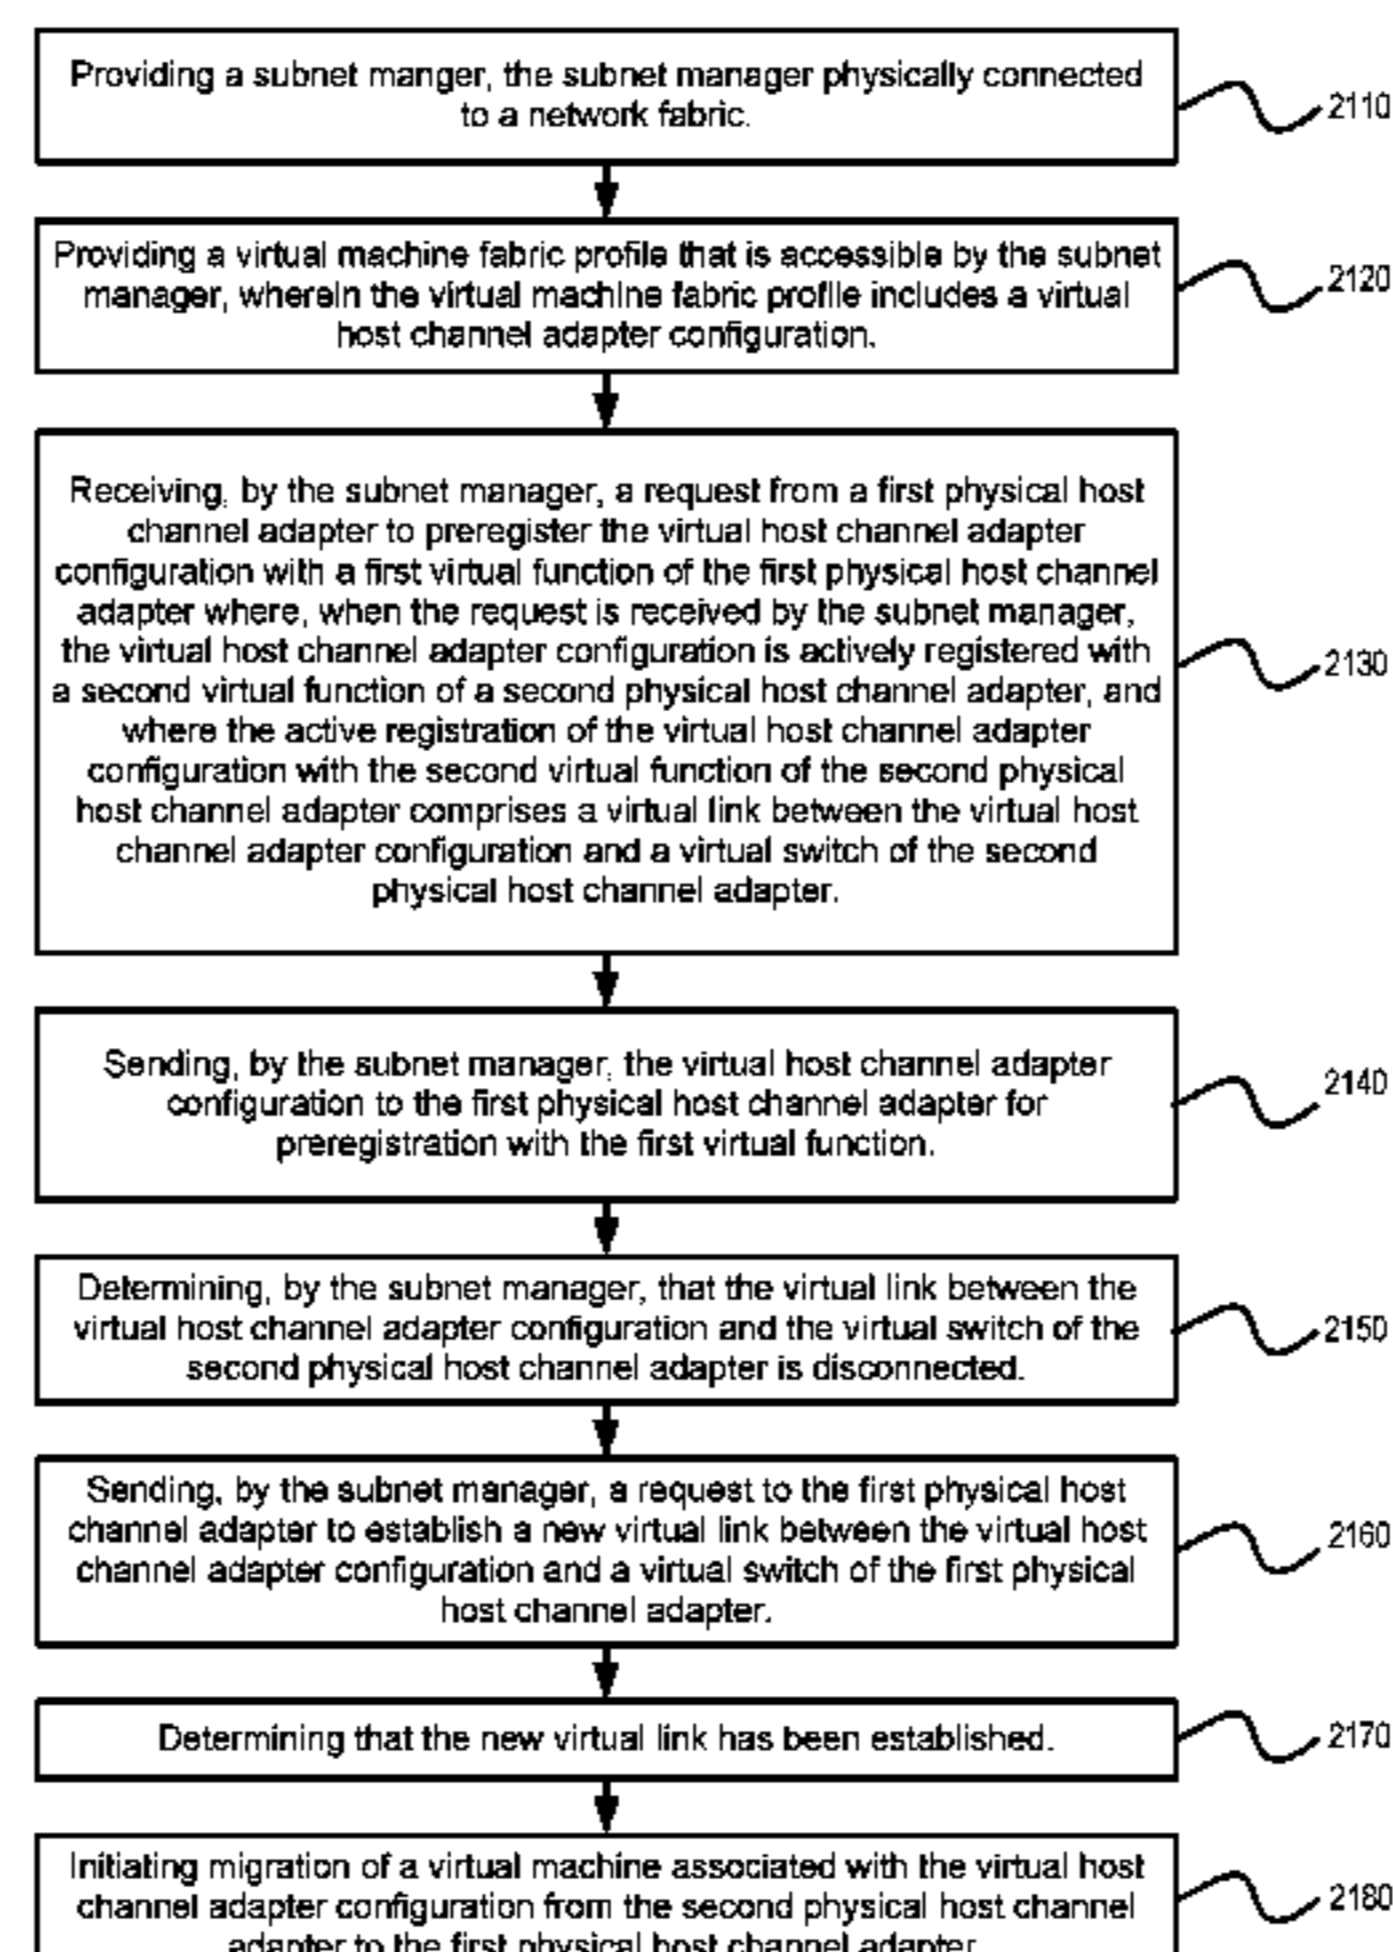 Providing a subnet manger, the subnet manager physically connected
to a network fabric.
2110
Providing a virtual machine fabric profile that is accessible by the subnet
manager, wherein the virtual machine fabric profile includes a virtual
host channel adapter configuration.
2120
Receiving, by the subnet manager, a request from a first physical host
channel adapter to preregister the virtual host channel adapter
configuration with a first virtual function of the first physical host channel
adapter where, when the request is received by the subnet manager,
the virtual host channel adapter configuration is actively registered with
a second virtual function of a second physical host channel adapter, and
where the active registration of the virtual host channel adapter
configuration with the second virtual function of the second physical
host channel adapter comprises a virtual link between the virtual host
channel adapter configuration and a virtual switch of the second
physical host channel adapter.
2130
Sending, by the subnet manager, the virtual host channel adapter
configuration to the first physical host channel adapter for
preregistration with the first virtual function.
2140
Determining, by the subnet manager, that the virtual link between the
virtual host channel adapter configuration and the virtual switch of the
second physical host channel adapter is disconnected.
2150
Sending, by the subnet manager, a request to the first physical host
channel adapter to establish a new virtual link between the virtual host
channel adapter configuration and a virtual switch of the first physical
host channel adapter.
2160
Determining that the new virtual link has been established.
2170
Initiating migration of a virtual machine associated with the virtual host
channel adapter configuration from the second physical host channel
adapter to the first physical host channel adapter
2180